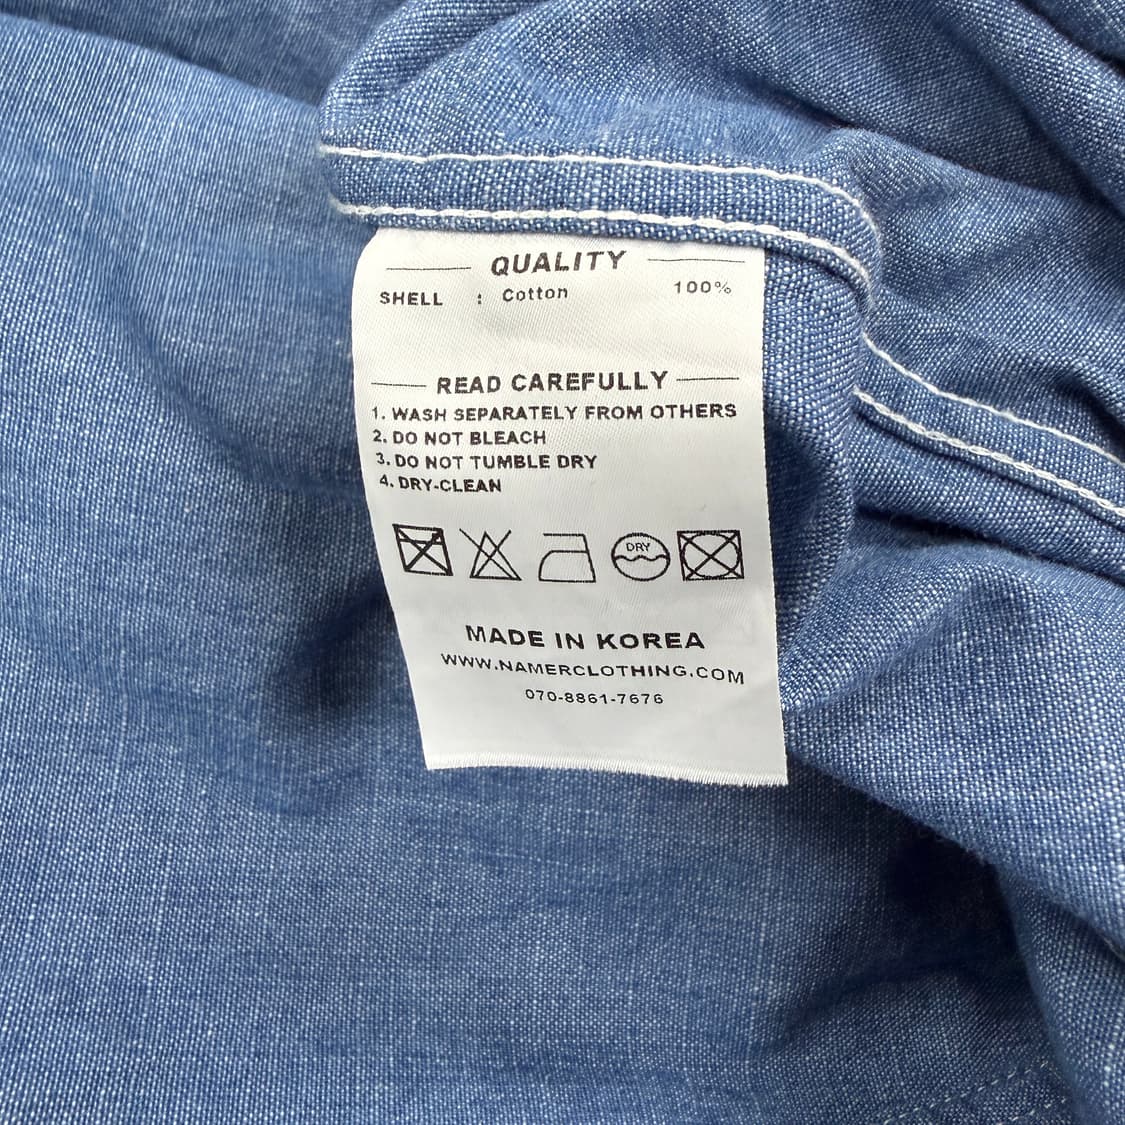 QUALITY
SHELL : Cotton 100%
READ CAREFULLY
1. WASH SEPARATELY FROM OTHERS
2. DO NOT BLEACH
3. DO NOT TUMBLE DRY
4. DRY-CLEAN
DRY
MADE IN KOREA
WWW.NAMERCLOTHING.COM
070-8861-7676